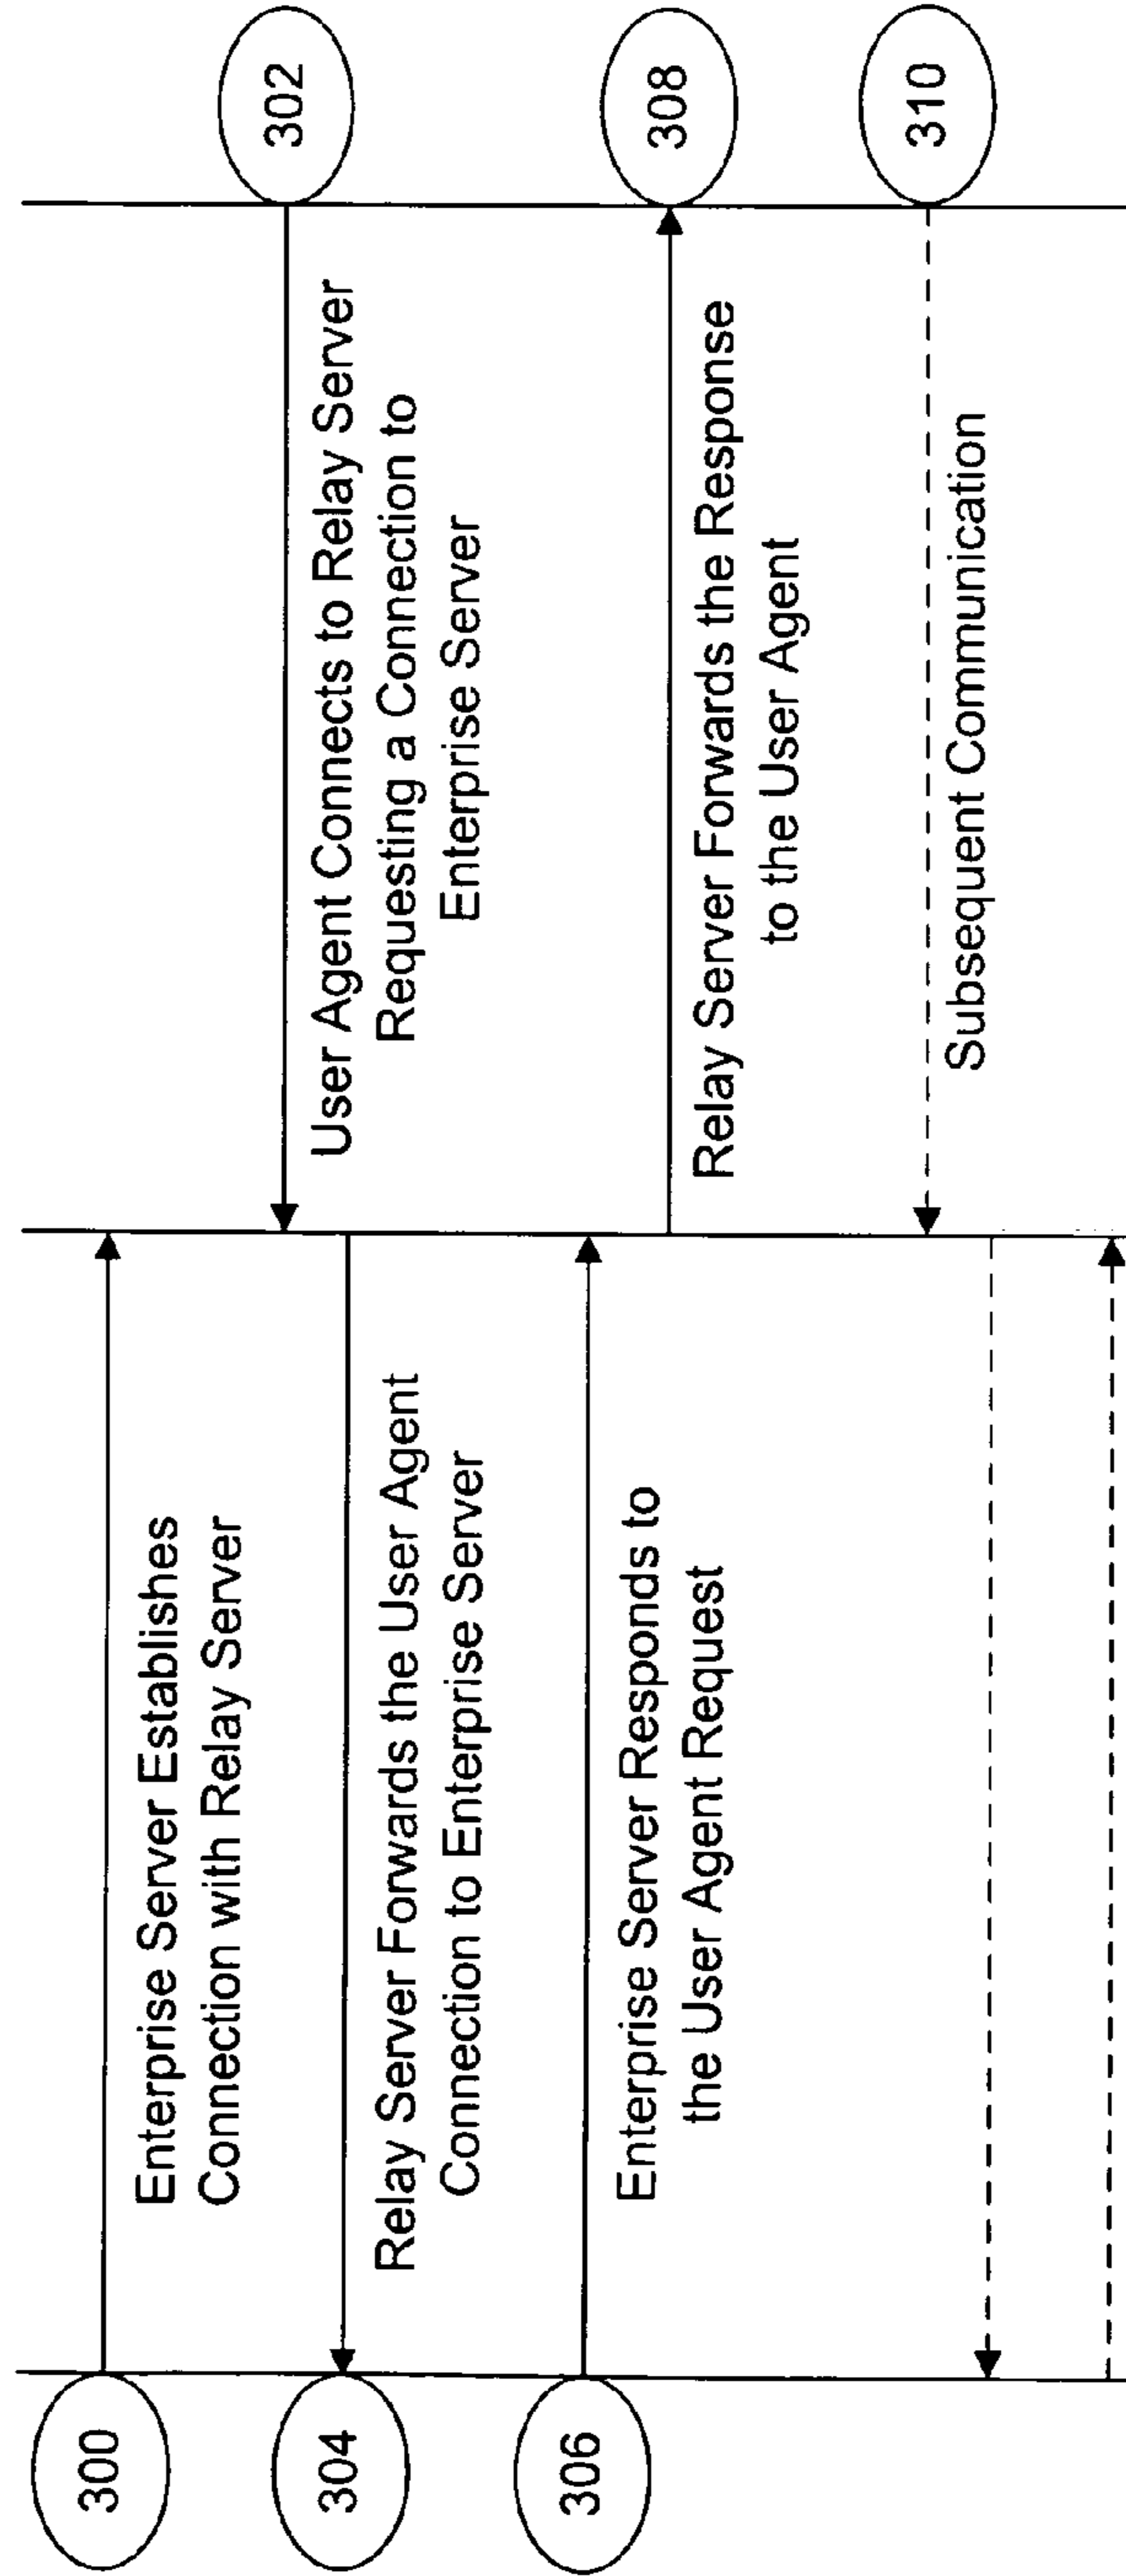 300
Enterprise Server Establishes
Connection with Relay Server
302
User Agent Connects to Relay Server
Requesting a Connection to
Enterprise Server
304
Relay Server Forwards the User Agent
Connection to Enterprise Server
306
Enterprise Server Responds to
the User Agent Request
308
Relay Server Forwards the Response
to the User Agent
310
Subsequent Communication